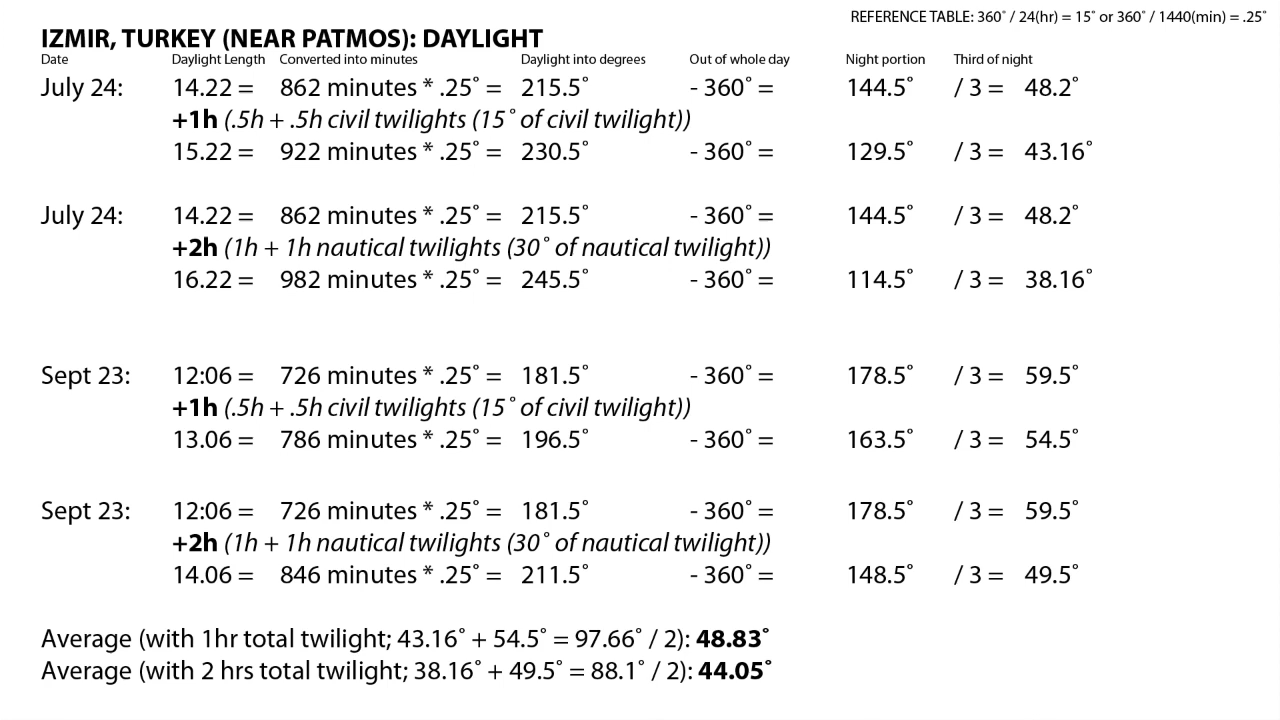 REFERENCE TABLE: 360˚ / 24(hr) = 15˚ or 360˚ / 1440(min) = .25˚
IZMIR, TURKEY (NEAR PATMOS): DAYLIGHT
Date Daylight Length Converted into minutes Daylight into degrees Out of whole day Night portion Third of night
July 24: 14.22 = 862 minutes * .25˚ = 215.5˚ - 360˚ = 144.5˚ / 3 = 48.2˚
+1h (.5h + .5h civil twilights (15˚ of civil twilight))
15.22 = 922 minutes * .25˚ = 230.5˚ - 360˚ = 129.5˚ / 3 = 43.16˚
July 24: 14.22 = 862 minutes * .25˚ = 215.5˚ - 360˚ = 144.5˚ / 3 = 48.2˚
+2h (1h + 1h nautical twilights (30˚ of nautical twilight))
16.22 = 982 minutes * .25˚ = 245.5˚ - 360˚ = 114.5˚ / 3 = 38.16˚
Sept 23: 12:06 = 726 minutes * .25˚ = 181.5˚ - 360˚ = 178.5˚ / 3 = 59.5˚
+1h (.5h + .5h civil twilights (15˚ of civil twilight))
13.06 = 786 minutes * .25˚ = 196.5˚ - 360˚ = 163.5˚ / 3 = 54.5˚
Sept 23: 12:06 = 726 minutes * .25˚ = 181.5˚ - 360˚ = 178.5˚ / 3 = 59.5˚
+2h (1h + 1h nautical twilights (30˚ of nautical twilight))
14.06 = 846 minutes * .25˚ = 211.5˚ - 360˚ = 148.5˚ / 3 = 49.5˚
Average (with 1hr total twilight; 43.16˚ + 54.5˚ = 97.66˚ / 2): 48.83˚
Average (with 2 hrs total twilight; 38.16˚ + 49.5˚ = 88.1˚ / 2): 44.05˚